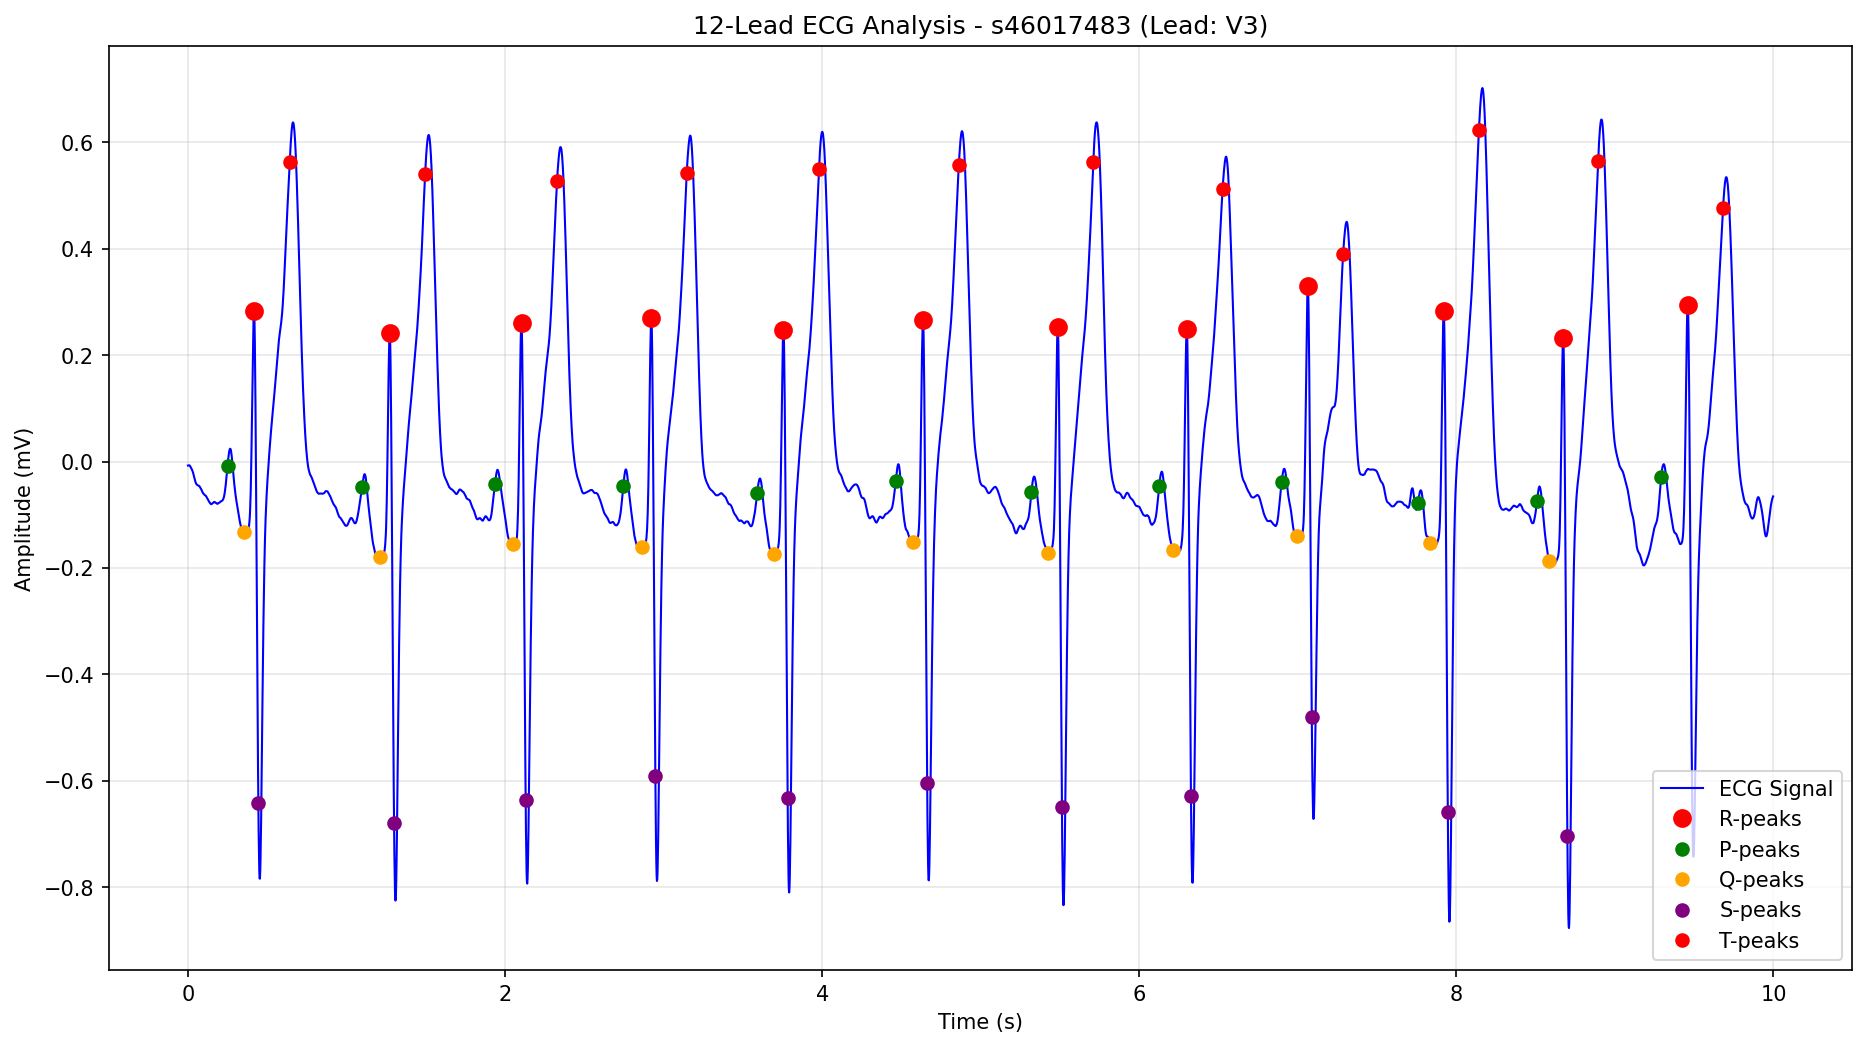 12-Lead ECG Analysis - s46017483 (Lead: V3)
Amplitude (mV)
0.6
0.4
0.2
0.0
−0.2
−0.4
−0.6
−0.8
ECG Signal
R-peaks
P-peaks
Q-peaks
S-peaks
T-peaks
0 2 4 6 8 10
Time (s)